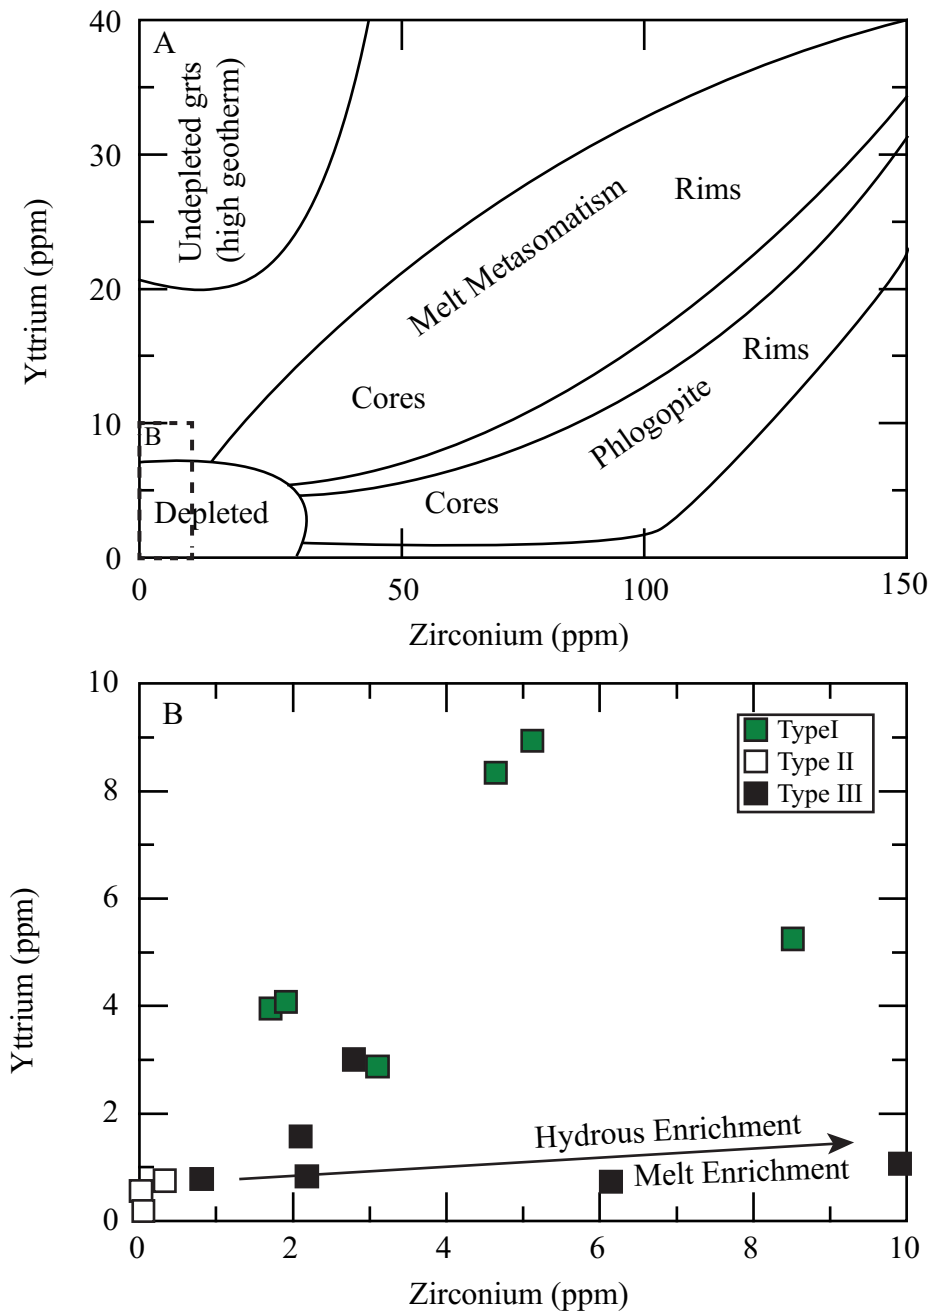 A
Undepleted grts
(high geotherm)
40
30
20
10
0
Yttrium (ppm)
Melt Metasomatism
Rims
Cores
Rims
Phlogopite
Cores
B
Depleted
0
50
100
150
Zirconium (ppm)
B
10
8
6
4
2
0
Yttrium (ppm)
TypeI
Type II
Type III
Hydrous Enrichment
Melt Enrichment
0
2
4
6
8
10
Zirconium (ppm)